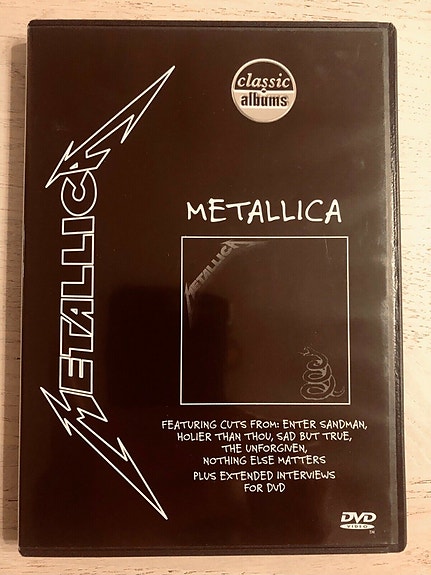 METALLICA
classic
albums
METALLICA
METALLICA
FEATURING CUTS FROM: ENTER SANDMAN,
HOLIER THAN THOU, SAD BUT TRUE,
THE UNFORGIVEN,
NOTHING ELSE MATTERS
PLUS EXTENDED INTERVIEWS
FOR DVD
DVD
VIDEO
TM